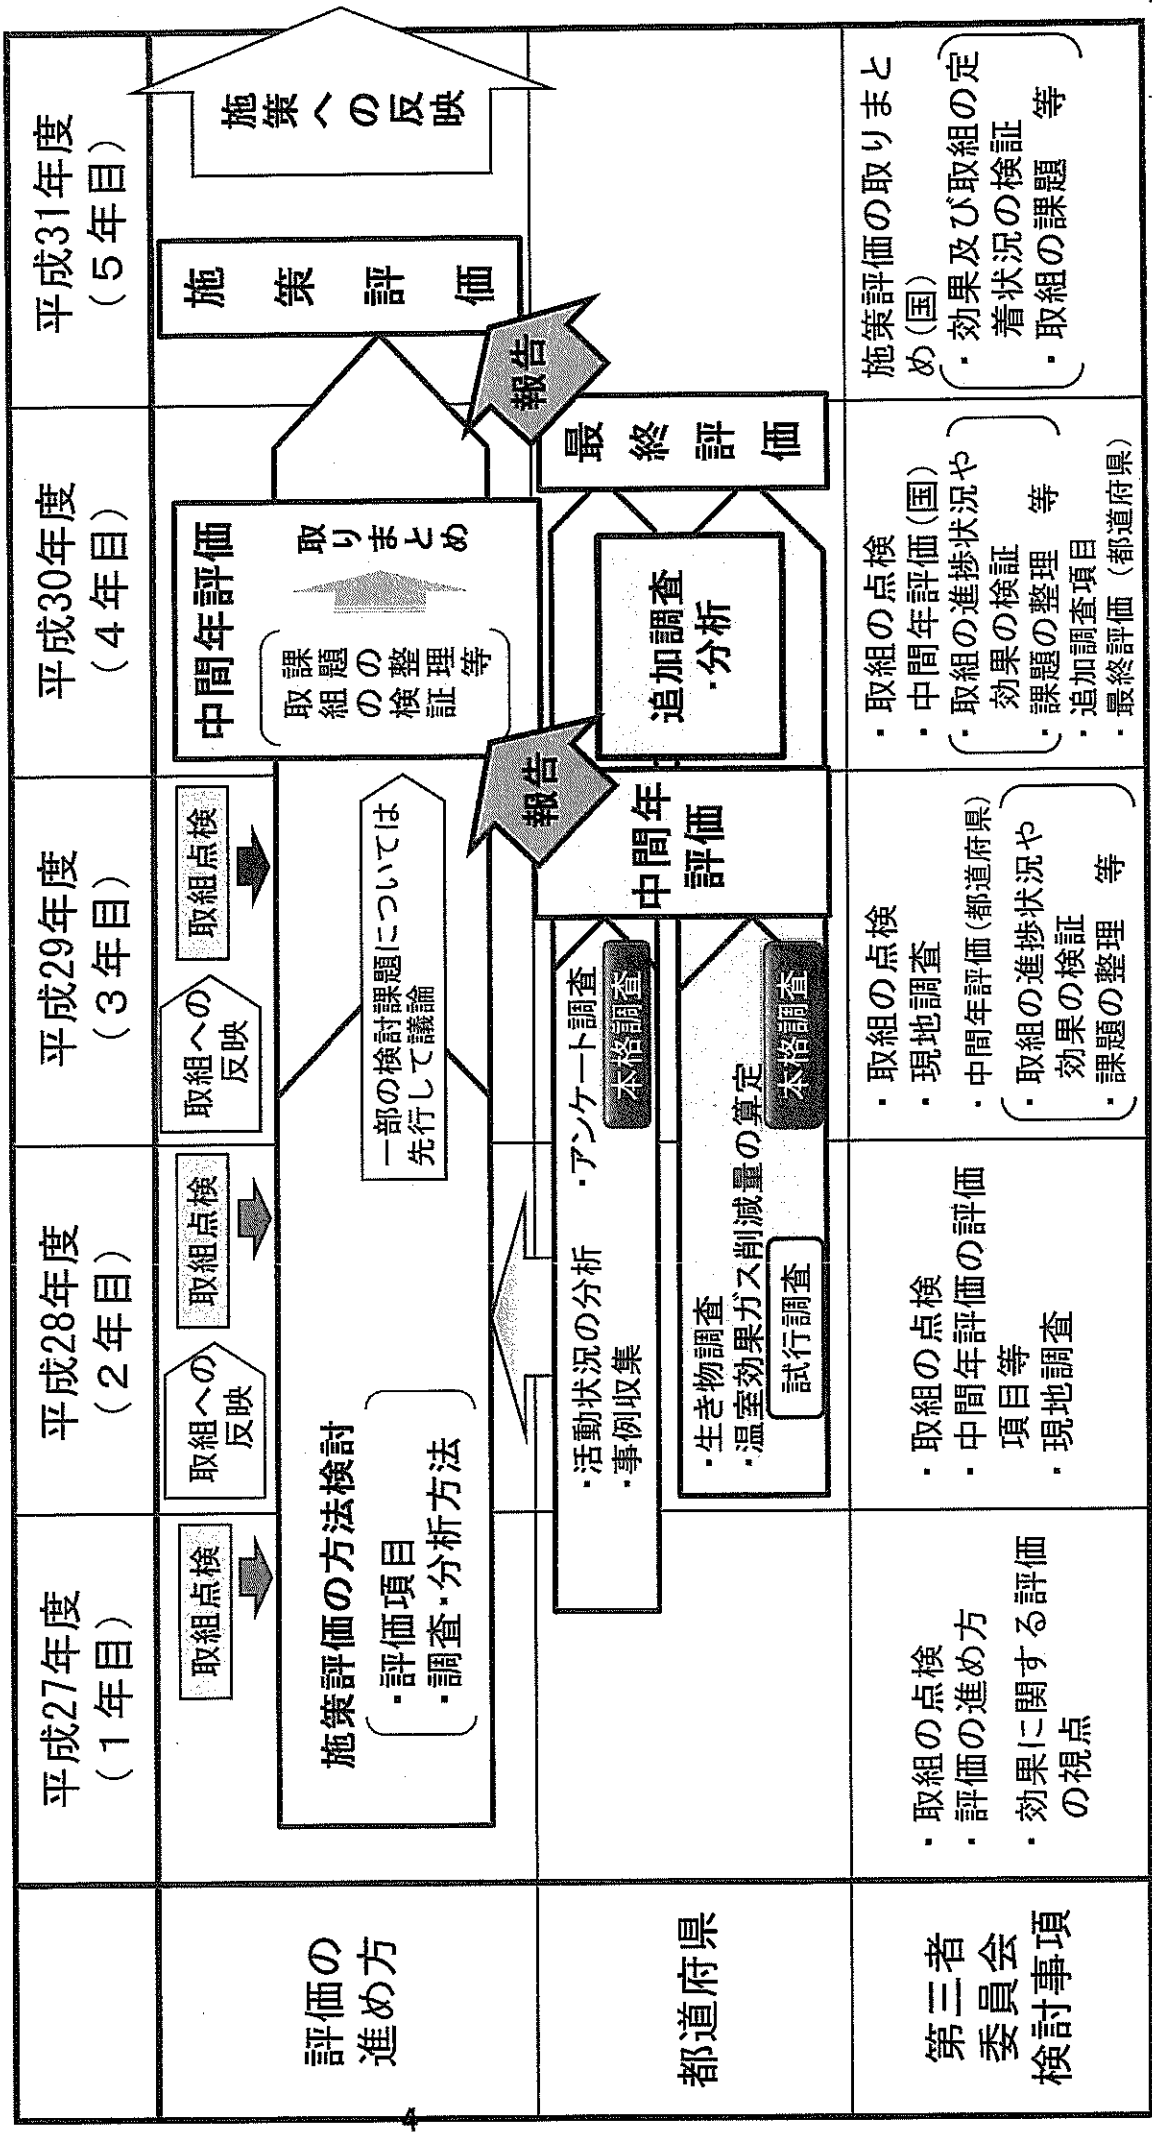 平成27年度
(1年目)
平成28年度
(2年目)
平成29年度
(3年目)
平成30年度
(4年目)
平成31年度
(5年目)
評価の
進め方
取組点検
取組への
反映
取組点検
取組への
反映
取組点検
施策評価の方法検討
・評価項目
・調査・分析方法
一部の検討課題については
先行して議論
中間年評価
取組の検証
課題の整理等
取りまとめ
施策評価
施策への反映
都道府県
・活動状況の分析
・事例収集
・アンケート調査
本格調査
・生き物調査
・温室効果ガス削減量の算定
試行調査
本格調査
中間年
評価
報告
追加調査
・分析
最終評価
報告
第三者
委員会
検討事項
・取組の点検
・評価の進め方
・効果に関する評価
の視点
・取組の点検
・中間年評価の評価
項目等
・現地調査
・取組の点検
・現地調査
・中間年評価(都道府県)
・取組の進捗状況や
効果の検証
・課題の整理 等
・取組の点検
・中間年評価(国)
・取組の進捗状況や
効果の検証
・課題の整理 等
・追加調査項目
・最終評価(都道府県)
施策評価の取りまと
め(国)
・効果及び取組の定
着状況の検証
・取組の課題 等
4